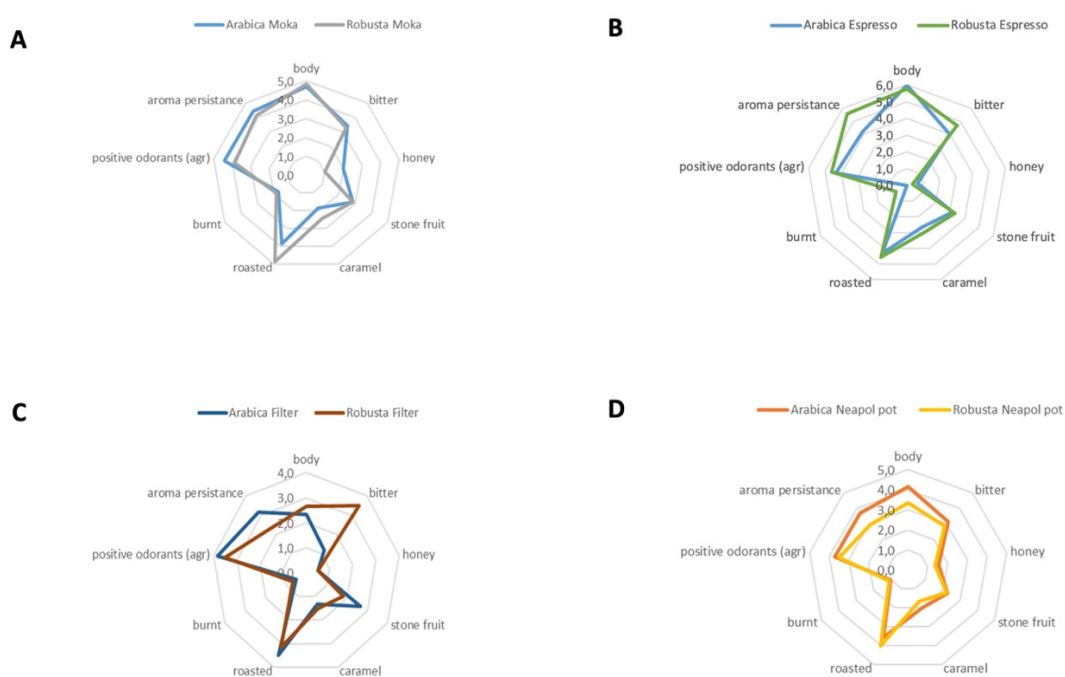 A
Arabica Moka Robusta Moka
body
bitter
honey
stone fruit
caramel
roasted
burnt
positive odorants (agr)
aroma persistance
5,0
4,0
3,0
2,0
1,0
0,0
B
Arabica Espresso Robusta Espresso
body
bitter
honey
stone fruit
caramel
roasted
burnt
positive odorants (agr)
aroma persistance
6,0
5,0
4,0
3,0
2,0
1,0
0,0
C
Arabica Filter Robusta Filter
body
bitter
honey
stone fruit
caramel
roasted
burnt
positive odorants (agr)
aroma persistance
4,0
3,0
2,0
1,0
0,0
D
Arabica Neapol pot Robusta Neapol pot
body
bitter
honey
stone fruit
caramel
roasted
burnt
positive odorants (agr)
aroma persistance
5,0
4,0
3,0
2,0
1,0
0,0